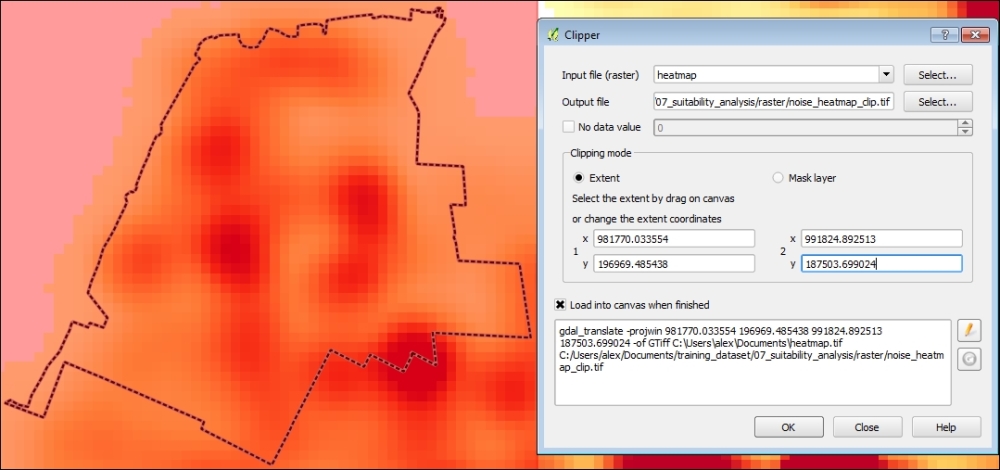 Clipper
Input file (raster) heatmap Select...
Output file '07_suitability_analysis/raster/noise_heatmap_clip.tif Select...
No data value 0
Clipping mode
Extent Mask layer
Select the extent by drag on canvas
or change the extent coordinates
x 981770.033554 x 991824.892513
1 2
y 196969.485438 y 187503.699024
Load into canvas when finished
gdal_translate -projwin 981770.033554 196969.485438 991824.892513
187503.699024 -of GTiff C:\Users\alex\Documents\heatmap.tif
C:/Users/alex/Documents/training_dataset/07_suitability_analysis/raster/noise_heatm
ap_clip.tif
OK Close Help